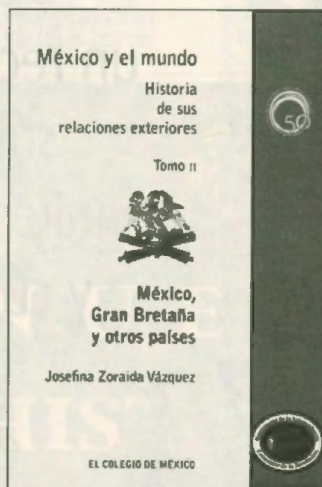 México y el mundo
Historia
de sus
relaciones exteriores
Tomo II
México,
Gran Bretaña
y otros países
Josefina Zoraida Vázquez
EL COLEGIO DE MÉXICO
50